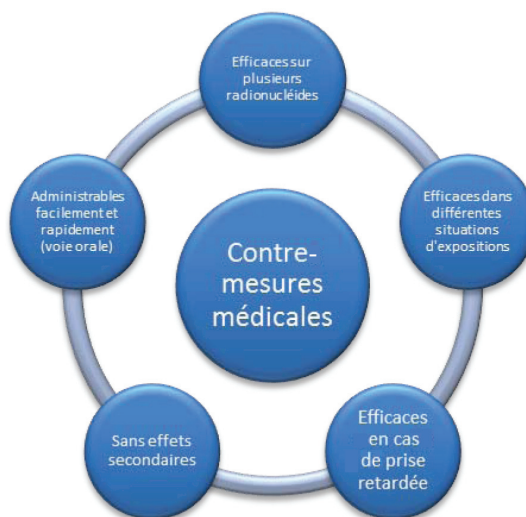 Efficaces sur
plusieurs
radionucléides
Administrables
facilement et
rapidement
(voie orale)
Efficaces dans
différentes
situations
d'expositions
Contre-
mesures
médicales
Sans effets
secondaires
Efficaces
en cas
de prise
retardée